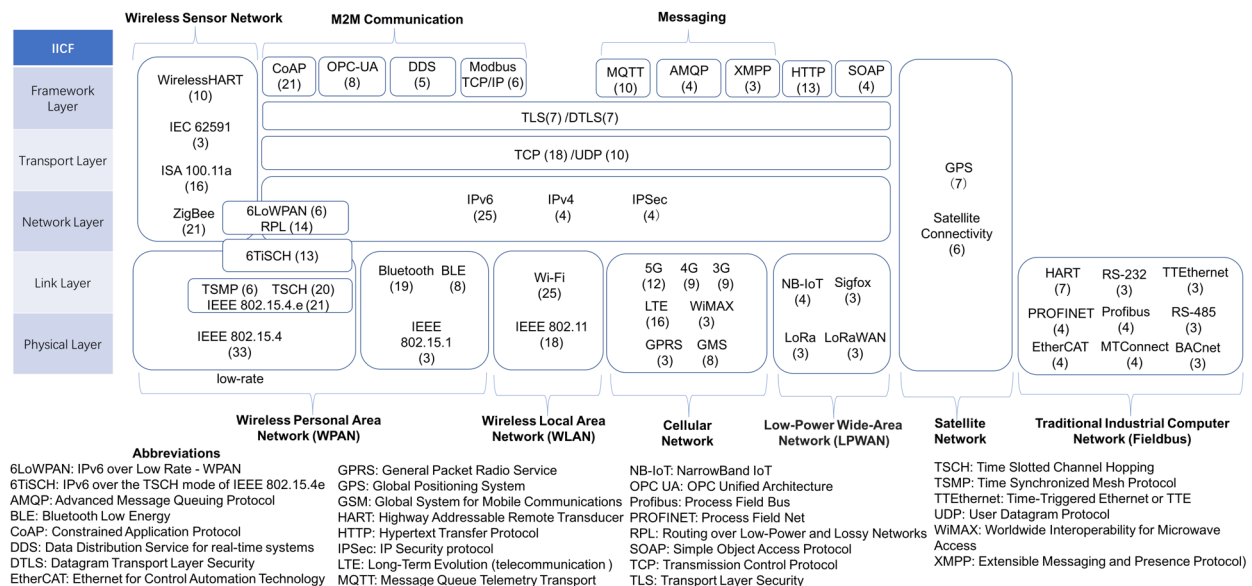 Wireless Sensor Network
M2M Communication
Messaging
IICF
Framework
Layer
Transport Layer
Network Layer
Link Layer
Physical Layer
WirelessHART
(10)
IEC 62591
(3)
ISA 100.11a
(16)
ZigBee
(21)
CoAP
(21)
OPC-UA
(8)
DDS
(5)
Modbus
TCP/IP (6)
MQTT
(10)
AMQP
(4)
XMPP
(3)
HTTP
(13)
SOAP
(4)
TLS(7) /DTLS(7)
TCP (18) /UDP (10)
IPv6
(25)
IPv4
(4)
IPSec
(4)
6LoWPAN (6)
RPL (14)
6TiSCH (13)
TSMP (6) TSCH (20)
IEEE 802.15.4.e (21)
IEEE 802.15.4
(33)
low-rate
Bluetooth BLE
(19) (8)
IEEE
802.15.1
(3)
Wi-Fi
(25)
IEEE 802.11
(18)
5G 4G 3G
(12) (9) (9)
LTE WiMAX
(16) (3)
GPRS GMS
(3) (8)
NB-IoT Sigfox
(4) (3)
LoRa LoRaWAN
(3) (3)
GPS
(7)
Satellite
Connectivity
(6)
HART RS-232 TTEthernet
(7) (3) (3)
PROFINET Profibus RS-485
(4) (4) (3)
EtherCAT MTConnect BACnet
(4) (4) (3)
Wireless Personal Area
Network (WPAN)
Wireless Local Area
Network (WLAN)
Cellular
Network
Low-Power Wide-Area
Network (LPWAN)
Satellite
Network
Traditional Industrial Computer
Network (Fieldbus)
Abbreviations
6LoWPAN: IPv6 over Low Rate - WPAN
6TiSCH: IPv6 over the TSCH mode of IEEE 802.15.4e
AMQP: Advanced Message Queuing Protocol
BLE: Bluetooth Low Energy
CoAP: Constrained Application Protocol
DDS: Data Distribution Service for real-time systems
DTLS: Datagram Transport Layer Security
EtherCAT: Ethernet for Control Automation Technology
GPRS: General Packet Radio Service
GPS: Global Positioning System
GSM: Global System for Mobile Communications
HART: Highway Addressable Remote Transducer
HTTP: Hypertext Transfer Protocol
IPSec: IP Security protocol
LTE: Long-Term Evolution (telecommunication )
MQTT: Message Queue Telemetry Transport
NB-IoT: NarrowBand IoT
OPC UA: OPC Unified Architecture
Profibus: Process Field Bus
PROFINET: Process Field Net
RPL: Routing over Low-Power and Lossy Networks
SOAP: Simple Object Access Protocol
TCP: Transmission Control Protocol
TLS: Transport Layer Security
TSCH: Time Slotted Channel Hopping
TSMP: Time Synchronized Mesh Protocol
TTEthernet: Time-Triggered Ethernet or TTE
UDP: User Datagram Protocol
WiMAX: Worldwide Interoperability for Microwave
Access
XMPP: Extensible Messaging and Presence Protocol)